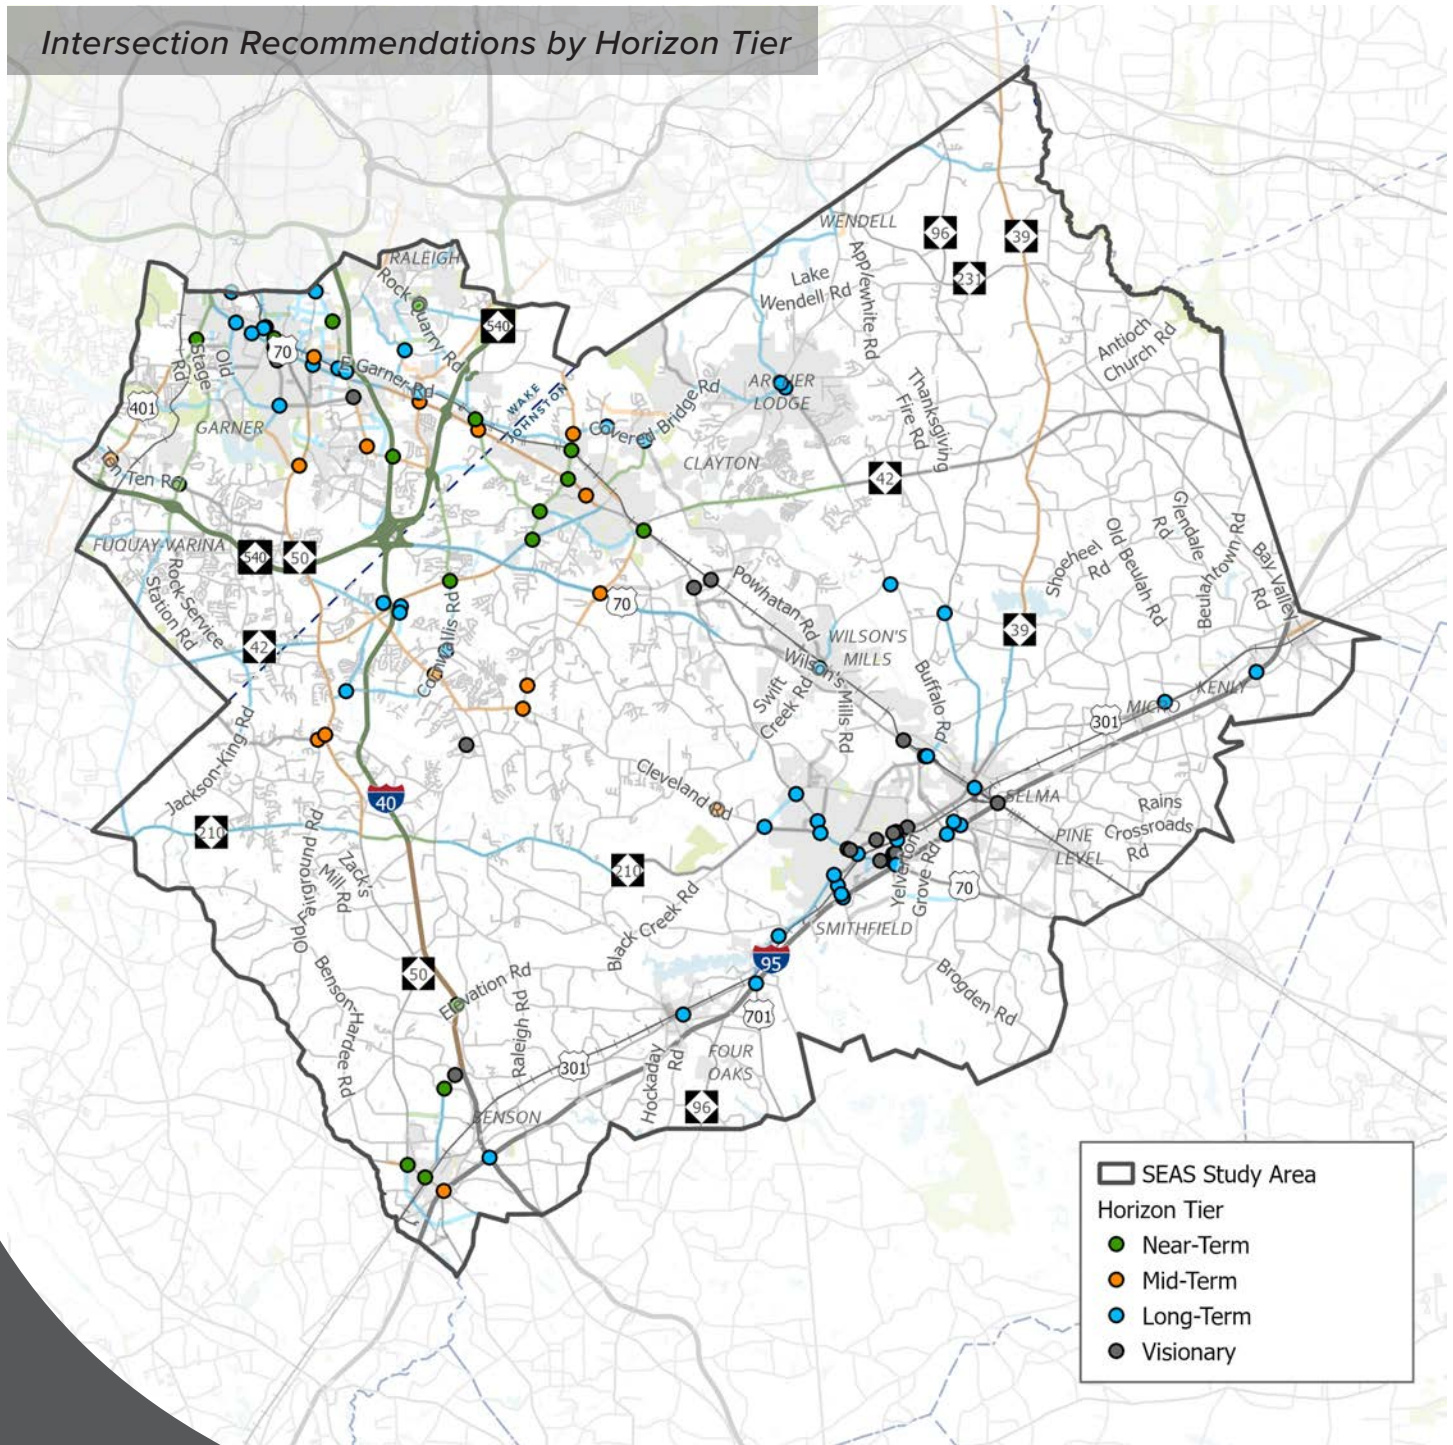 Intersection Recommendations by Horizon Tier
WENDELL
96
39
231
RALEIGH
Rock Quarry Rd
Lake
Wendell Rd
Applewhite Rd
540
Antioch
Church Rd
70
Old
Stage
Rd
E Garner Rd
401
GARNER
WAKE
JOHNSTON
Covered Bridge Rd
ARCHER
LODGE
Thanksgiving
Fire Rd
CLAYTON
42
Ten Ten Rd
FUQUAY-VARINA
540
50
Rock Service
Station Rd
42
Cornwallis Rd
70
Powhatan Rd
WILSON'S
MILLS
Wilson's Mills Rd
Swift
Creek Rd
Buffalo Rd
39
Shoeheel
Rd
Old Beulah Rd
Glendale
Rd
Beulahtown Rd
Bay Valley
Rd
KENLY
MICRO
301
Jackson-King Rd
40
210
Cleveland Rd
SELMA
Rains
Crossroads
Rd
PINE
LEVEL
Old Fairground Rd
Zack's
Mill Rd
210
Yelverton
Grove Rd
70
Black Creek Rd
SMITHFIELD
95
50
Elevation Rd
Benson-Hardee Rd
Raleigh Rd
Brogden Rd
701
301
Hockaday
Rd
FOUR
OAKS
96
BENSON
SEAS Study Area
Horizon Tier
Near-Term
Mid-Term
Long-Term
Visionary